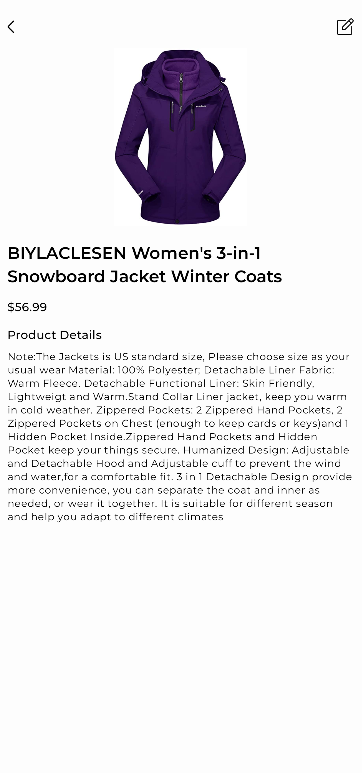 BIYLACLESEN Women's 3-in-1
Snowboard Jacket Winter Coats
$56.99
Product Details
Note:The Jackets is US standard size, Please choose size as your
usual wear Material: 100% Polyester; Detachable Liner Fabric:
Warm Fleece. Detachable Functional Liner: Skin Friendly,
Lightweigt and Warm.Stand Collar Liner jacket, keep you warm
in cold weather. Zippered Pockets: 2 Zippered Hand Pockets, 2
Zippered Pockets on Chest (enough to keep cards or keys)and 1
Hidden Pocket Inside.Zippered Hand Pockets and Hidden
Pocket keep your things secure. Humanized Design: Adjustable
and Detachable Hood and Adjustable cuff to prevent the wind
and water,for a comfortable fit. 3 in 1 Detachable Design provide
more convenience, you can separate the coat and inner as
needed, or wear it together. It is suitable for different season
and help you adapt to different climates